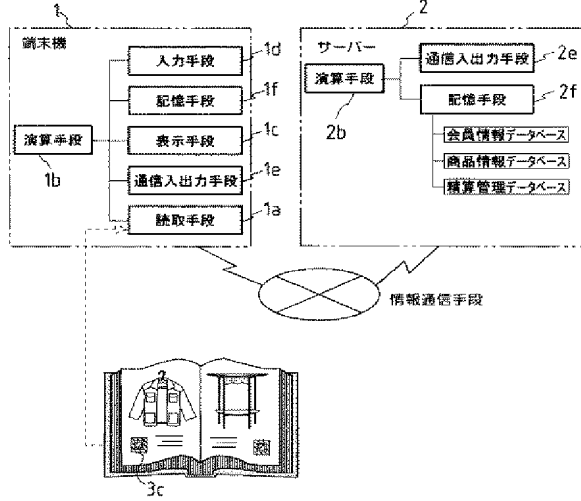 1
端末機
入力手段
1d
記憶手段
1f
演算手段
1b
表示手段
1c
通信入出力手段
1e
読取手段
1a
2
サーバー
演算手段
2b
通信入出力手段
2e
記憶手段
2f
会員情報データベース
商品情報データベース
精算管理データベース
情報通信手段
3c